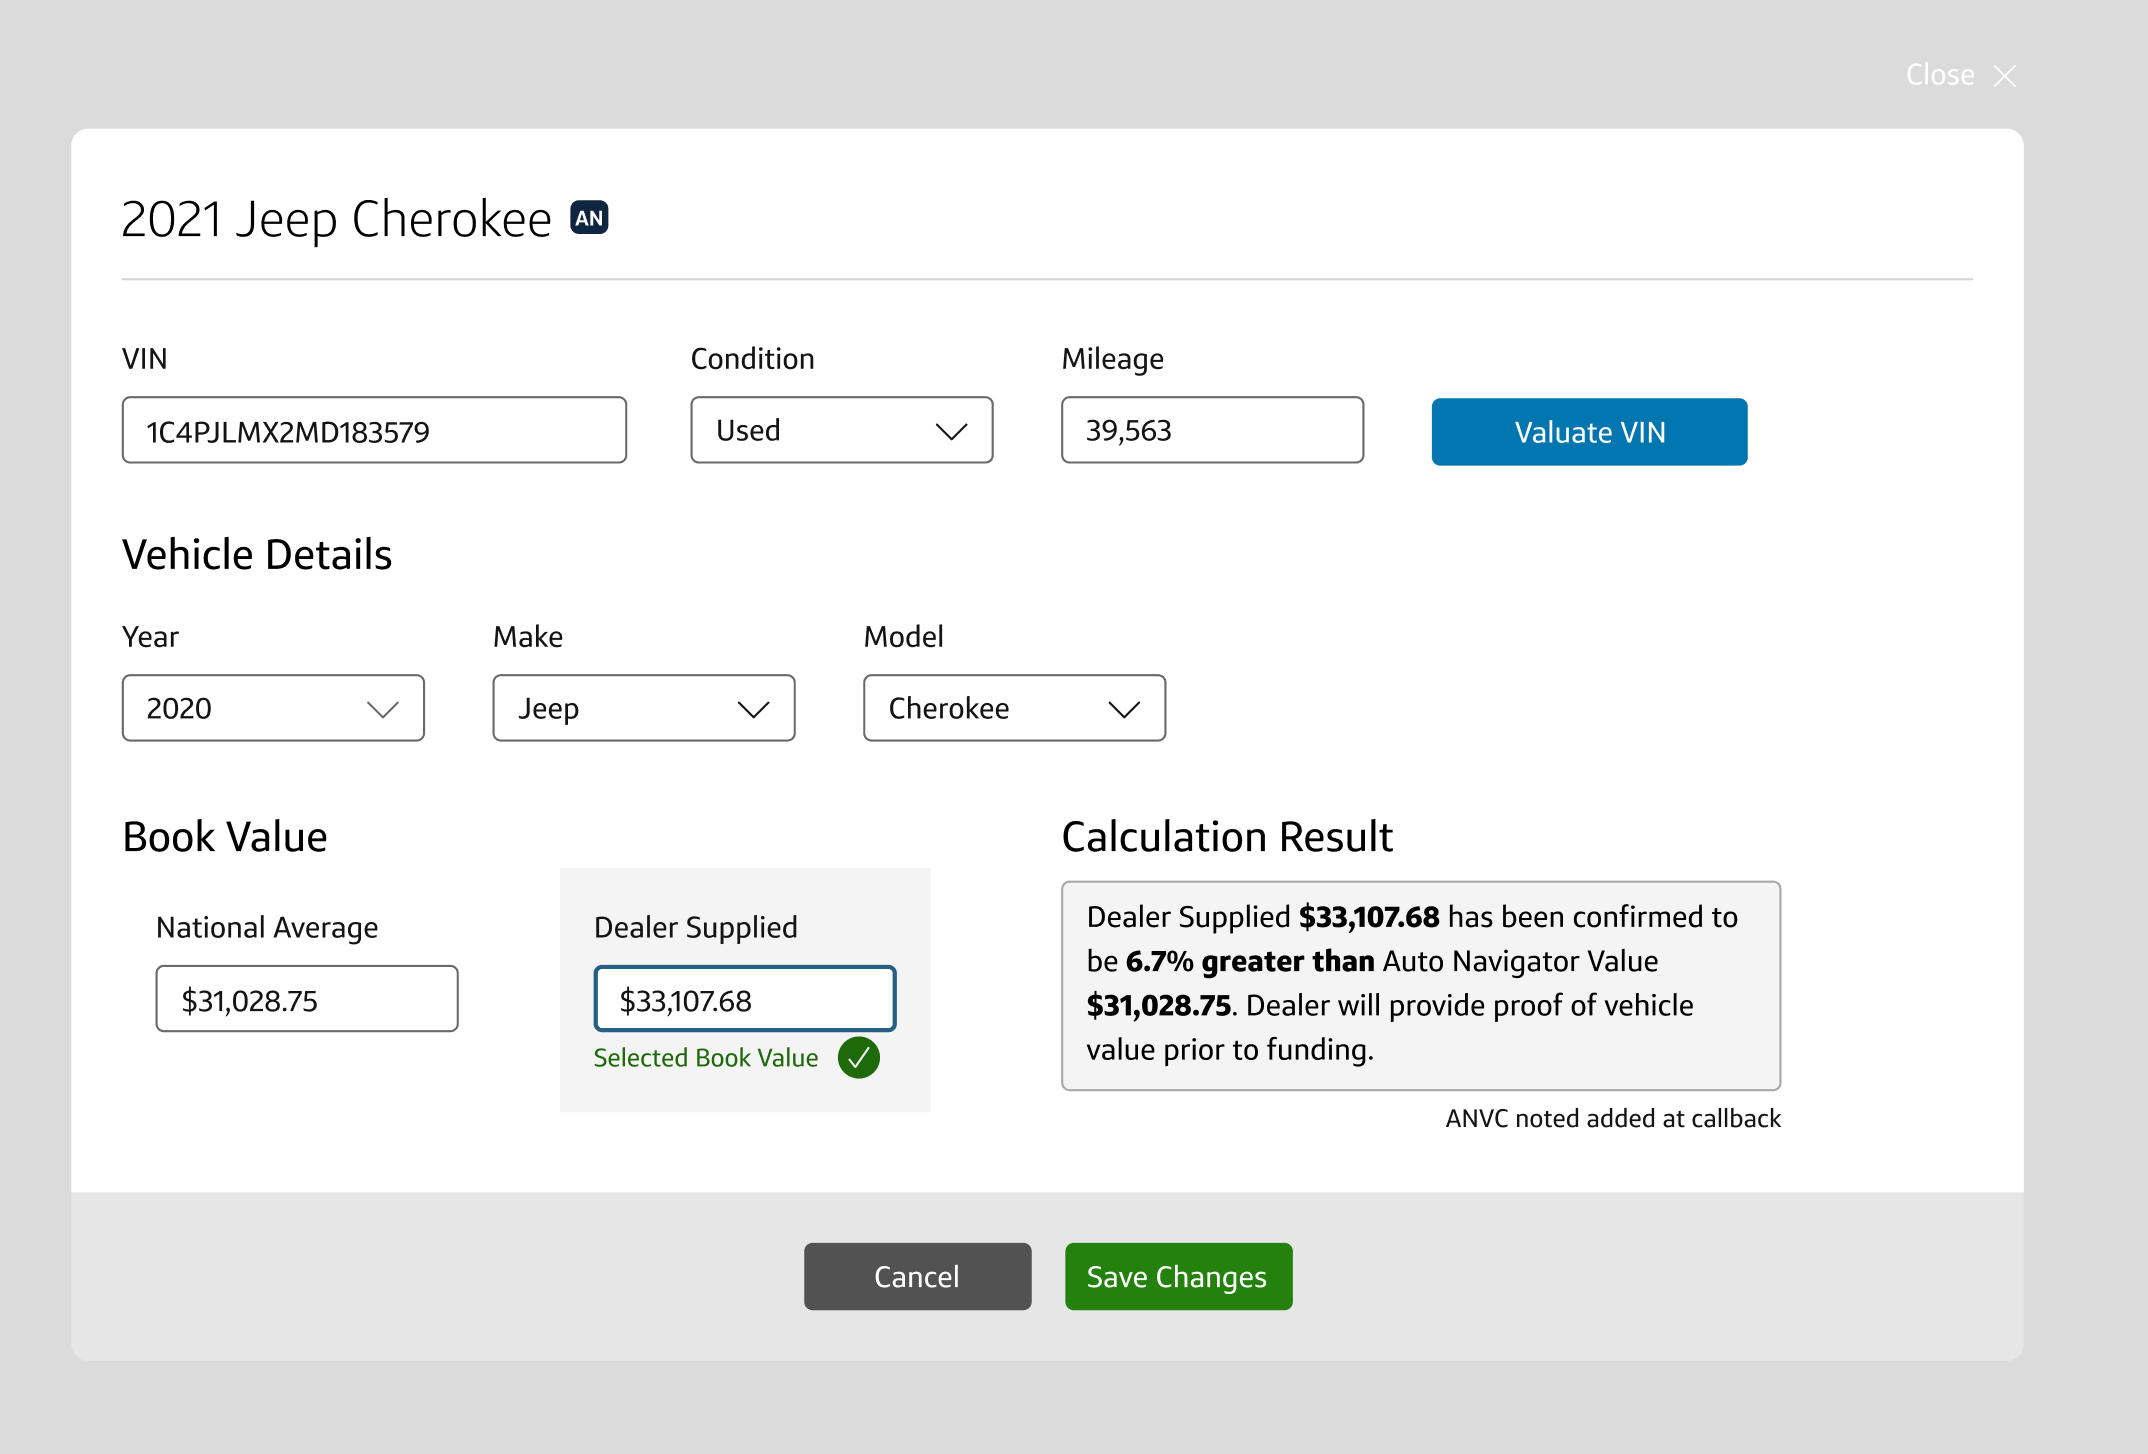 Close
2021 Jeep Cherokee AN
VIN
Condition
Mileage
1C4PJLMX2MD183579
Used
39,563
Valuate VIN
Vehicle Details
Year
Make
Model
2020
Jeep
Cherokee
Book Value
Calculation Result
National Average
Dealer Supplied
$31,028.75
$33,107.68
Selected Book Value
Dealer Supplied $33,107.68 has been confirmed to
be 6.7% greater than Auto Navigator Value
$31,028.75. Dealer will provide proof of vehicle
value prior to funding.
ANVC noted added at callback
Cancel
Save Changes